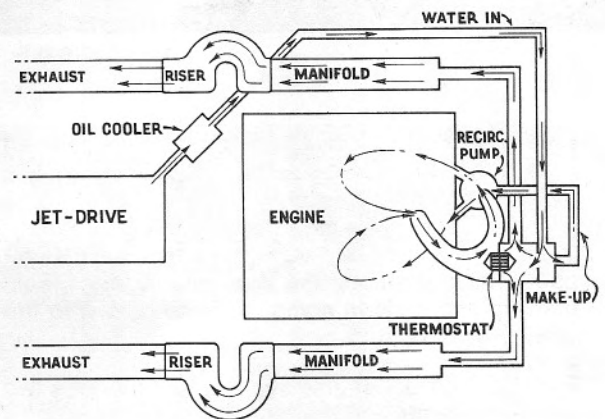 WATER IN
EXHAUST
RISER
MANIFOLD
OIL COOLER
RECIRC.
PUMP
JET-DRIVE
ENGINE
MAKE-UP
THERMOSTAT
EXHAUST
RISER
MANIFOLD